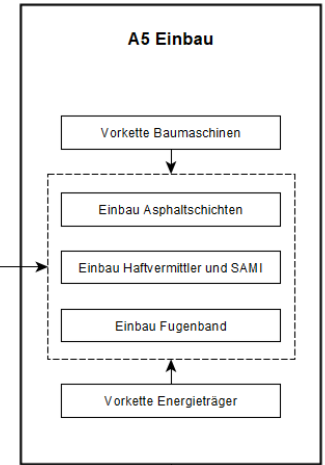 A5 Einbau
Vorkette Baumaschinen
Einbau Asphaltschichten
Einbau Haftvermittler und SAMI
Einbau Fugenband
Vorkette Energieträger